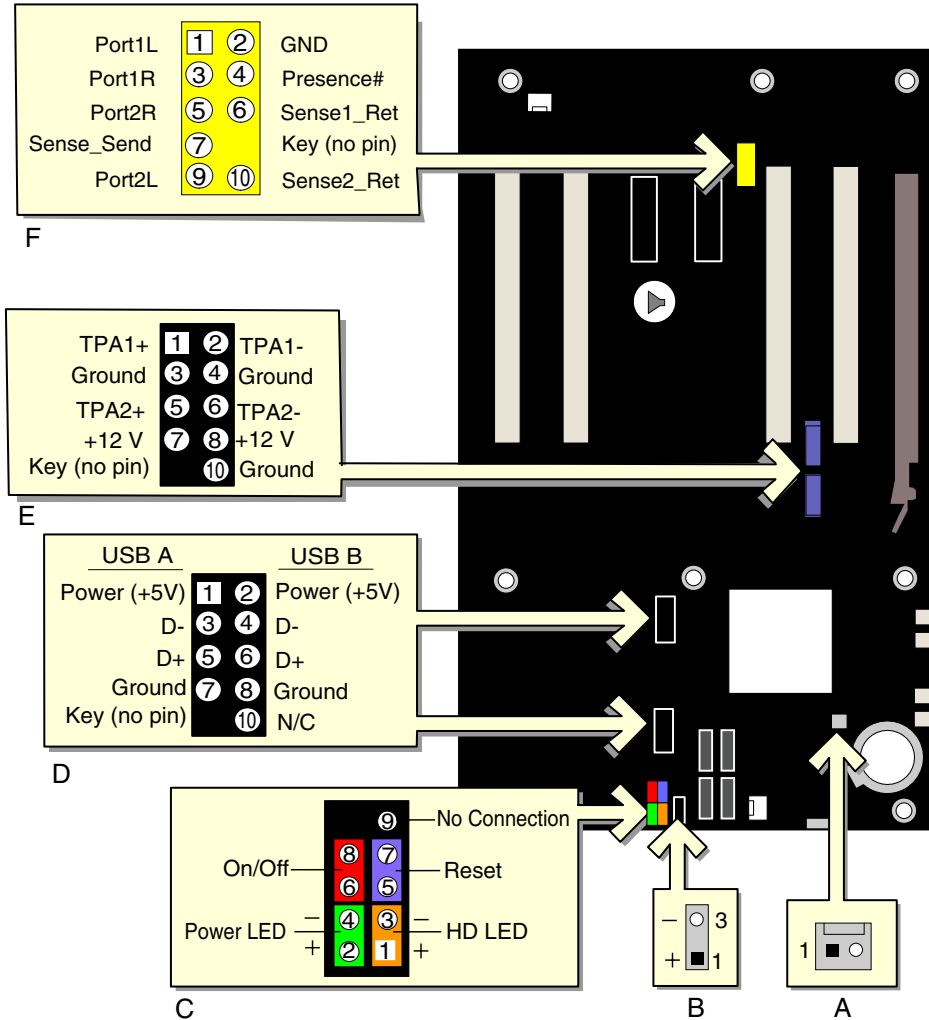 Port1L 1 2 GND
Port1R 3 4 Presence#
Port2R 5 6 Sense1_Ret
Sense_Send 7 Key (no pin)
Port2L 9 10 Sense2_Ret
F
TPA1+ 1 2 TPA1-
Ground 3 4 Ground
TPA2+ 5 6 TPA2-
+12 V 7 8 +12 V
Key (no pin) 10 Ground
E
USB A USB B
Power (+5V) 1 2 Power (+5V)
D- 3 4 D-
D+ 5 6 D+
Ground 7 8 Ground
Key (no pin) 10 N/C
D
9 No Connection
On/Off 8 7 Reset
6 5
Power LED − 4 3 − HD LED
+ 2 1 +
C
− 3
+ 1
B
1
A